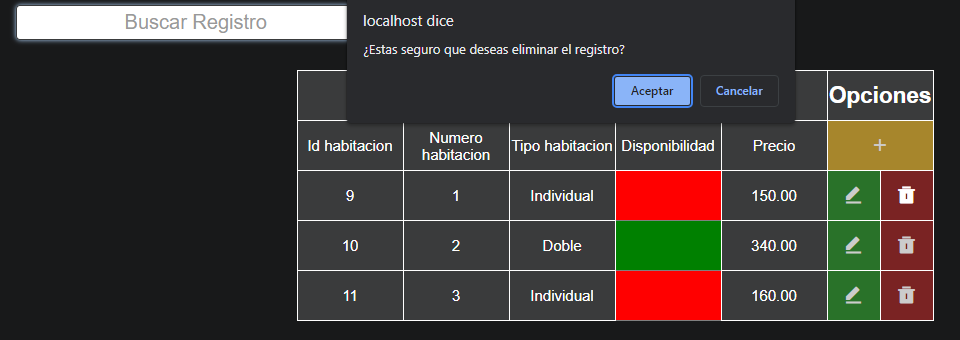 Buscar Registro
localhost dice
¿Estas seguro que deseas eliminar el registro?
Aceptar Cancelar
Opciones
Id habitacion Numero habitacion Tipo habitacion Disponibilidad Precio +
9 1 Individual 150.00
10 2 Doble 340.00
11 3 Individual 160.00